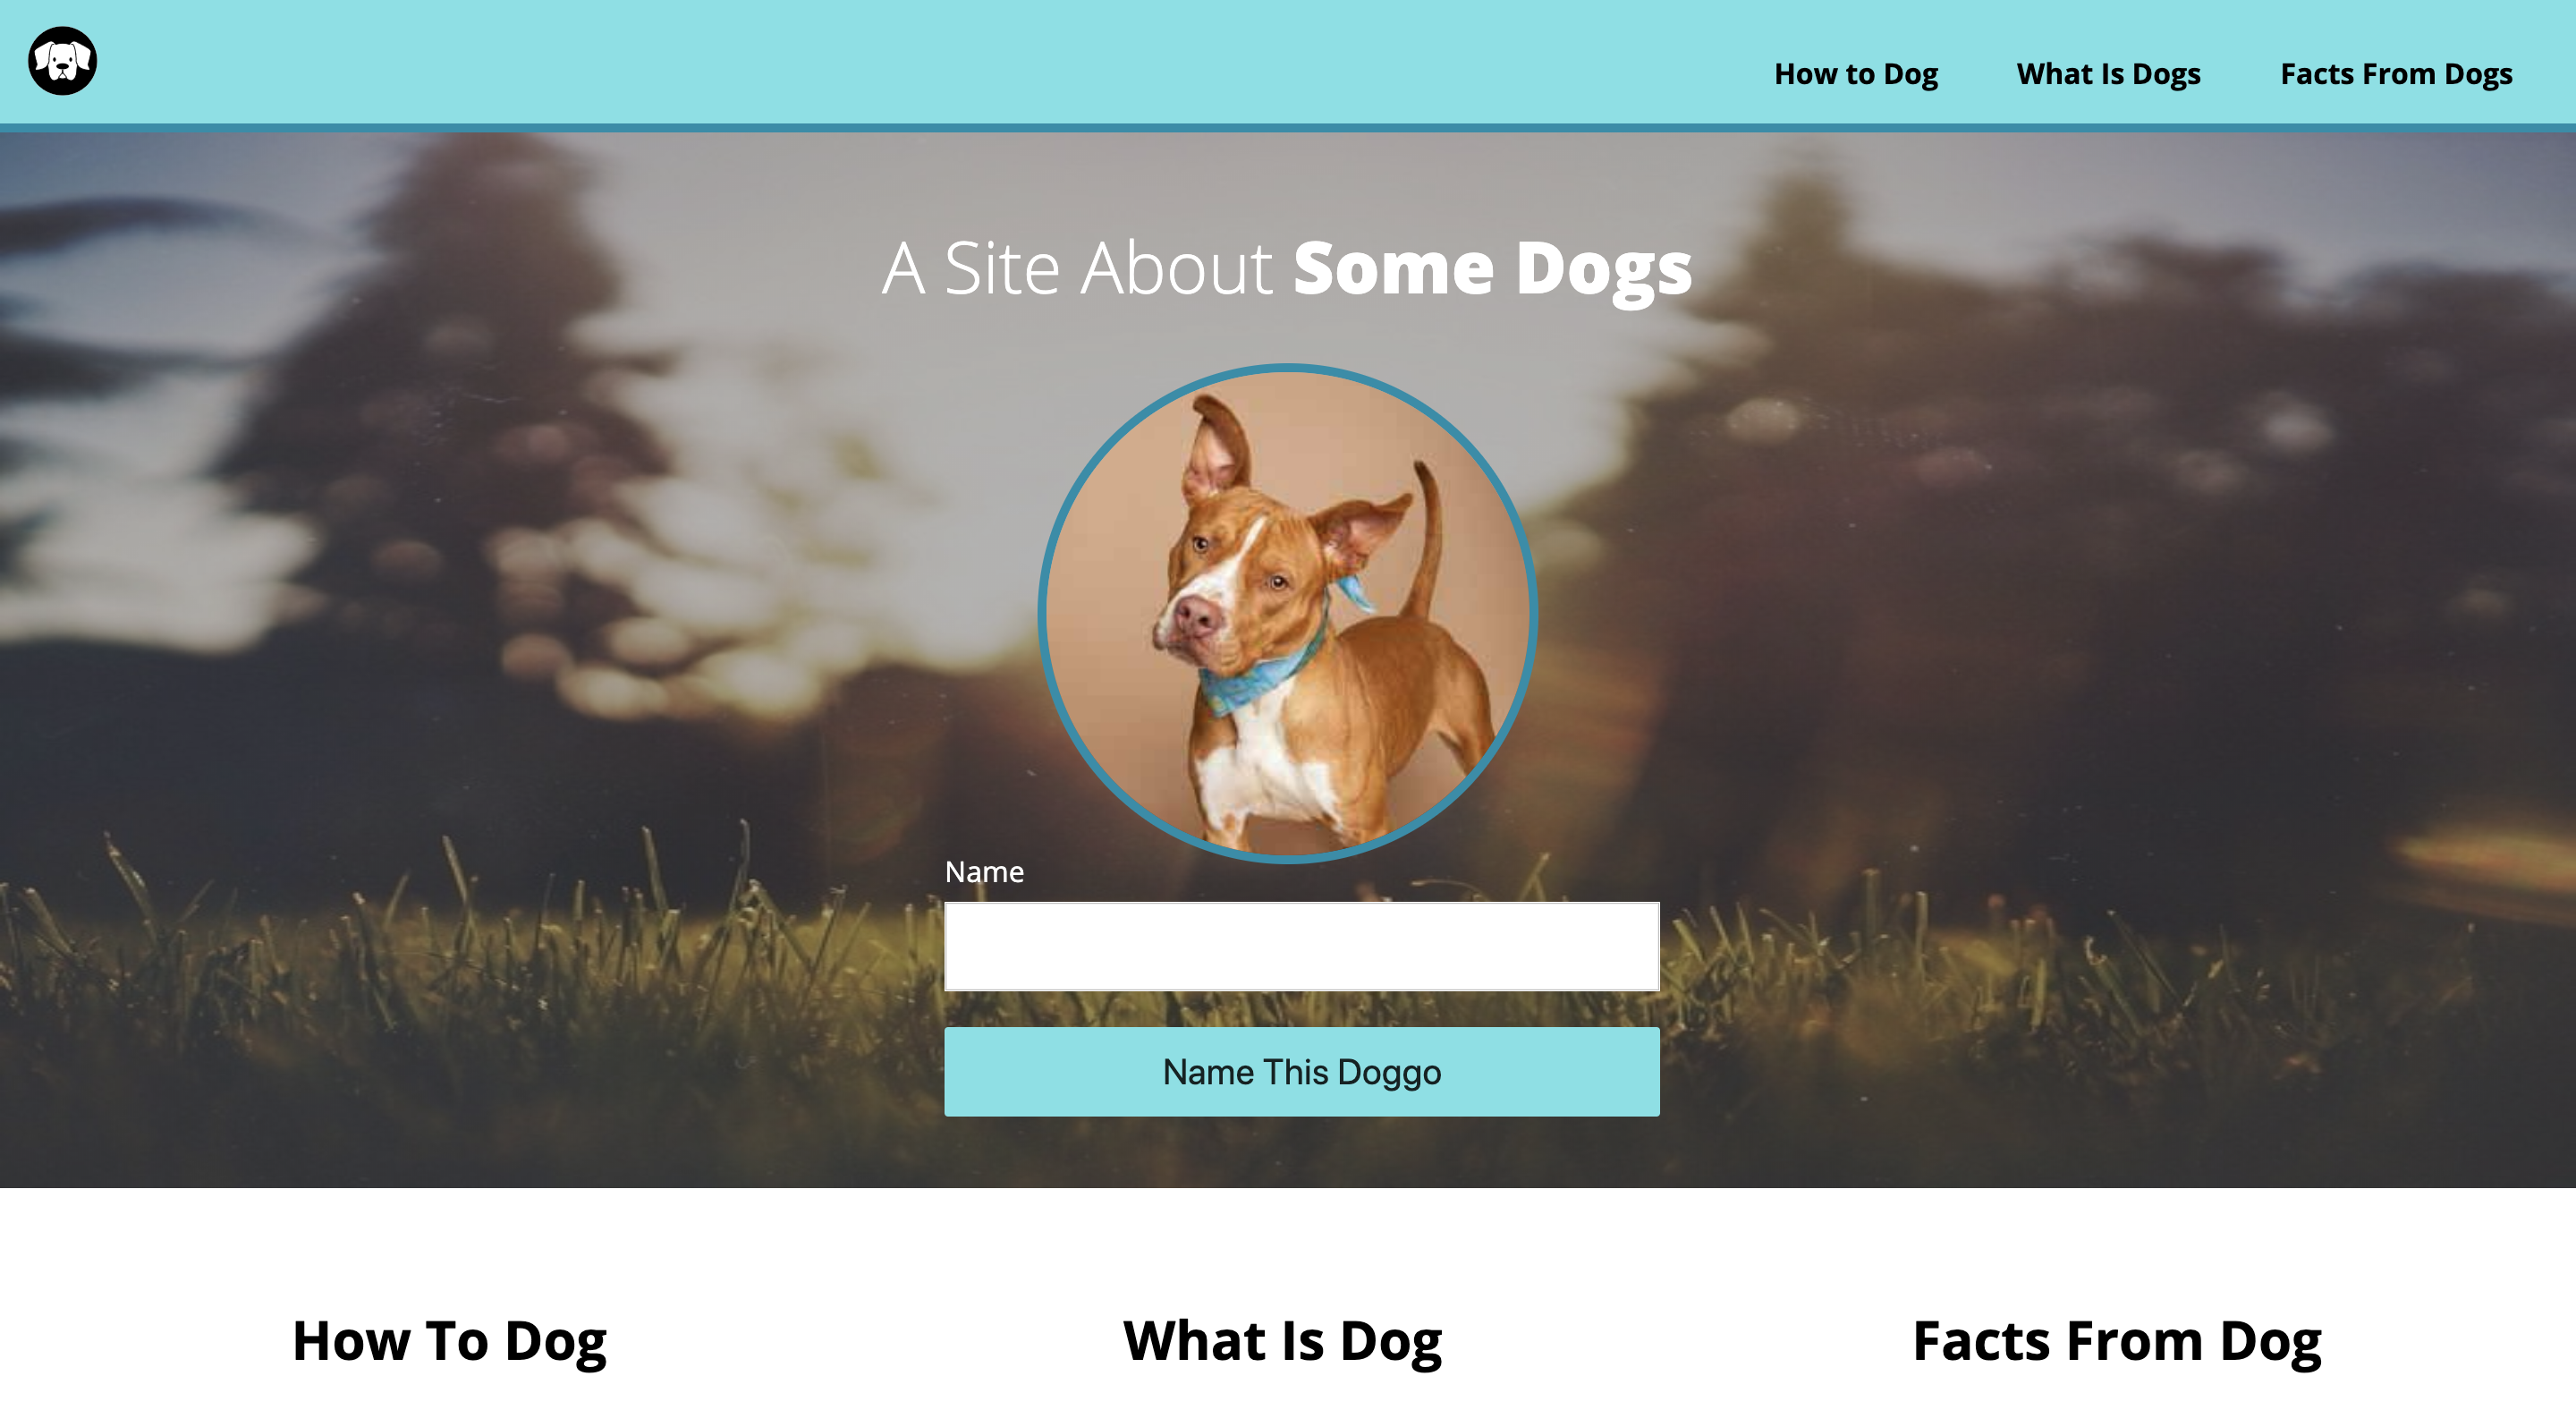 How to Dog What Is Dogs Facts From Dogs
A Site About Some Dogs
Name
Name This Doggo
How To Dog What Is Dog Facts From Dog